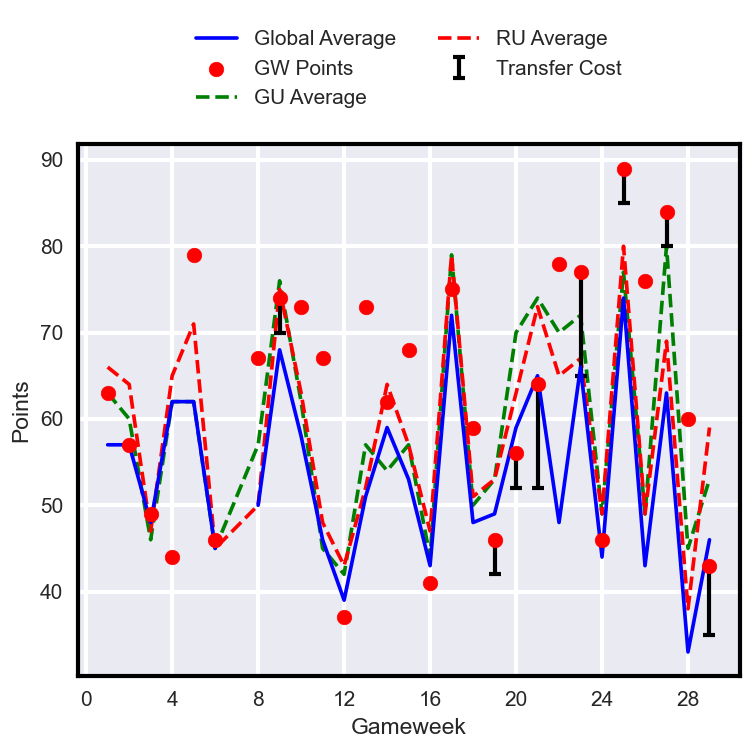 Global Average
GW Points
GU Average
RU Average
Transfer Cost
90
80
70
60
50
40
Points
0 4 8 12 16 20 24 28
Gameweek